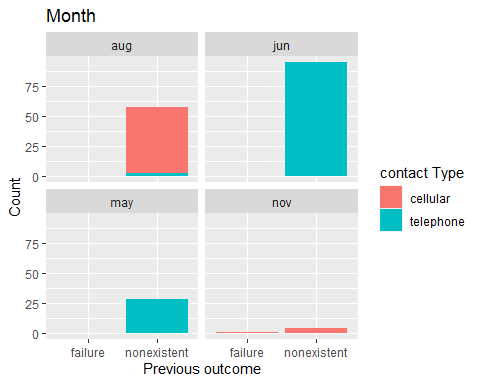 Month
aug
jun
75
50
25
0
may
nov
75
50
25
0
failure
nonexistent
failure
nonexistent
Previous outcome
Count
contact Type
cellular
telephone